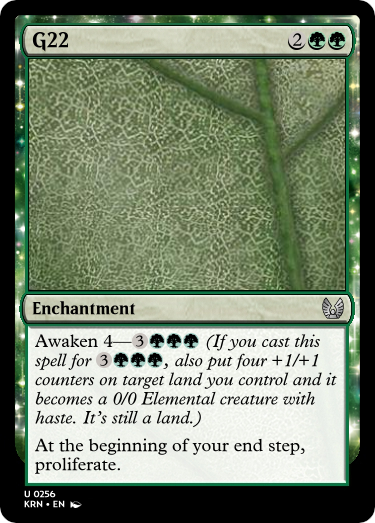 G22 2
Enchantment
Awaken 4—3 (If you cast this
spell for 3, also put four +1/+1
counters on target land you control and it
becomes a 0/0 Elemental creature with
haste. It's still a land.)
At the beginning of your end step,
proliferate.
U 0256
KRN • EN